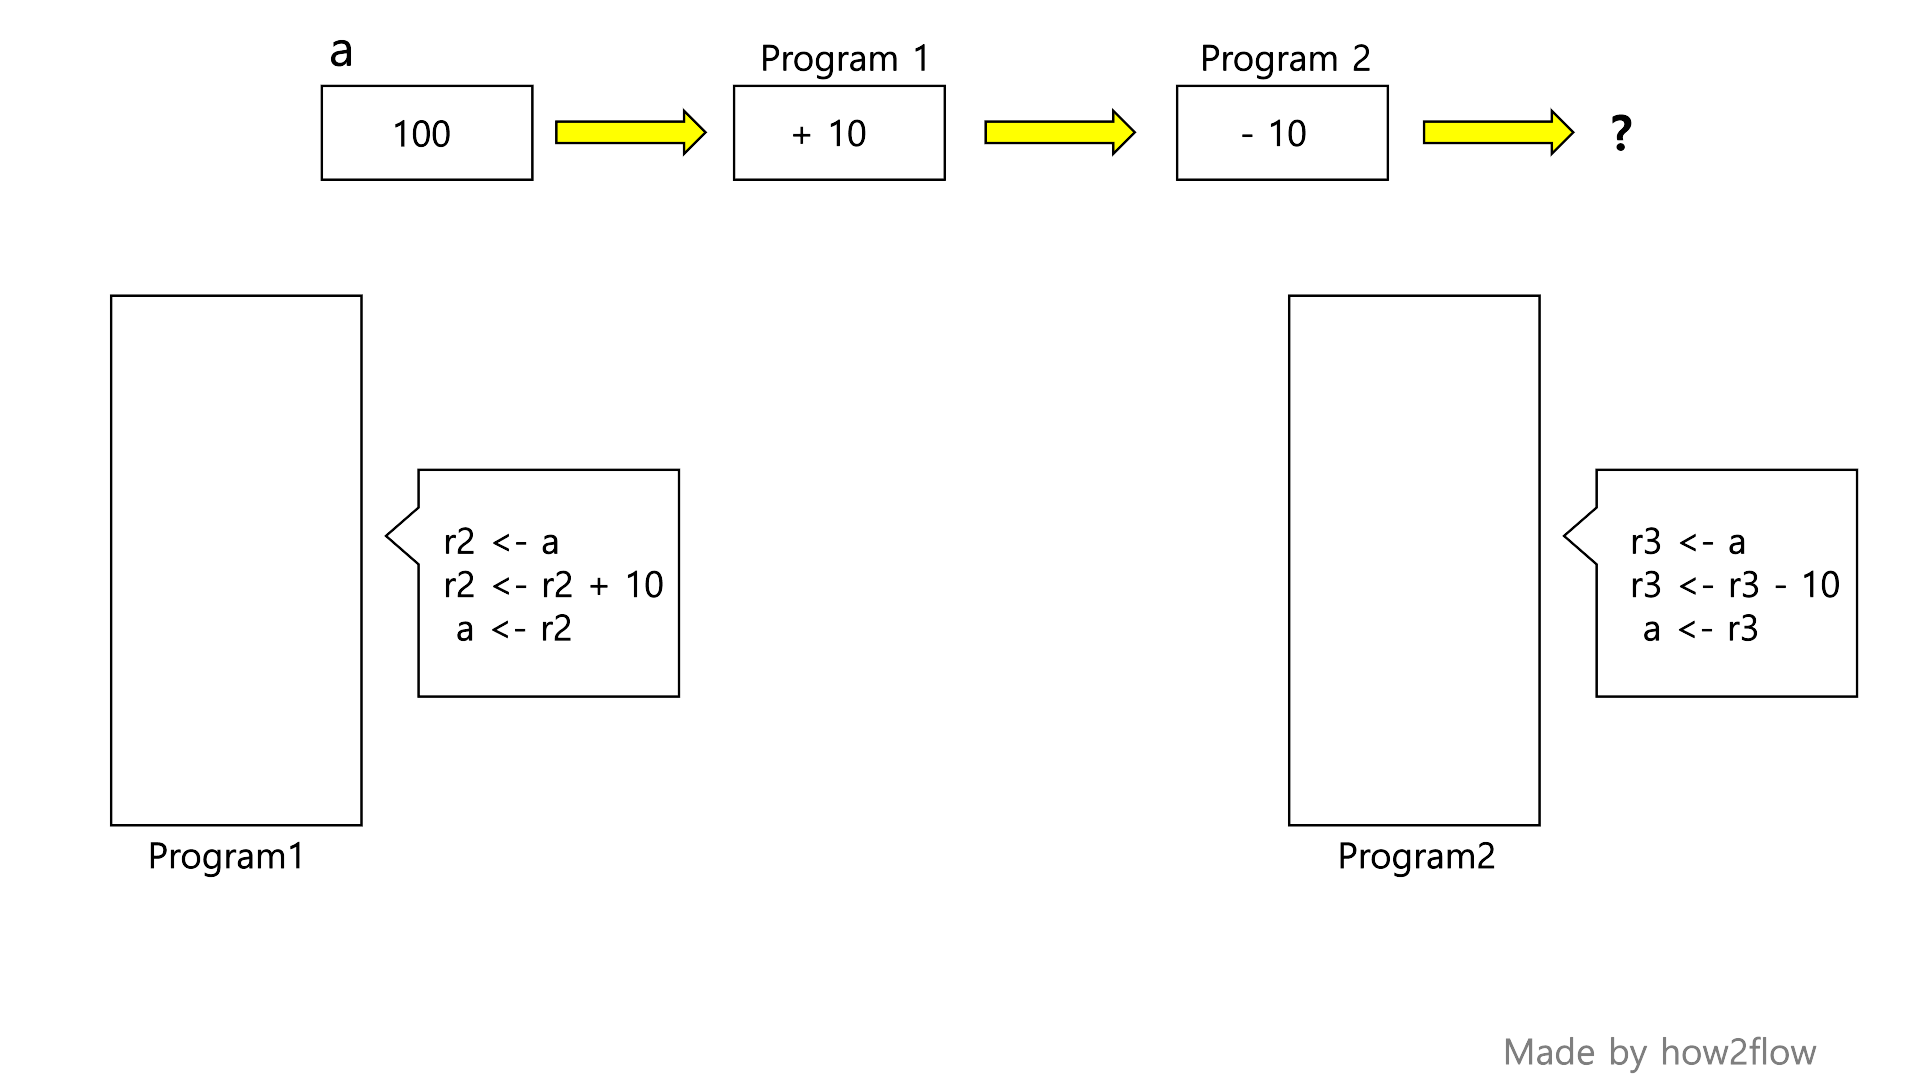 a
Program 1
Program 2
100
+ 10
- 10
?
r2 <- a
r2 <- r2 + 10
a <- r2
r3 <- a
r3 <- r3 - 10
a <- r3
Program1
Program2
Made by how2flow